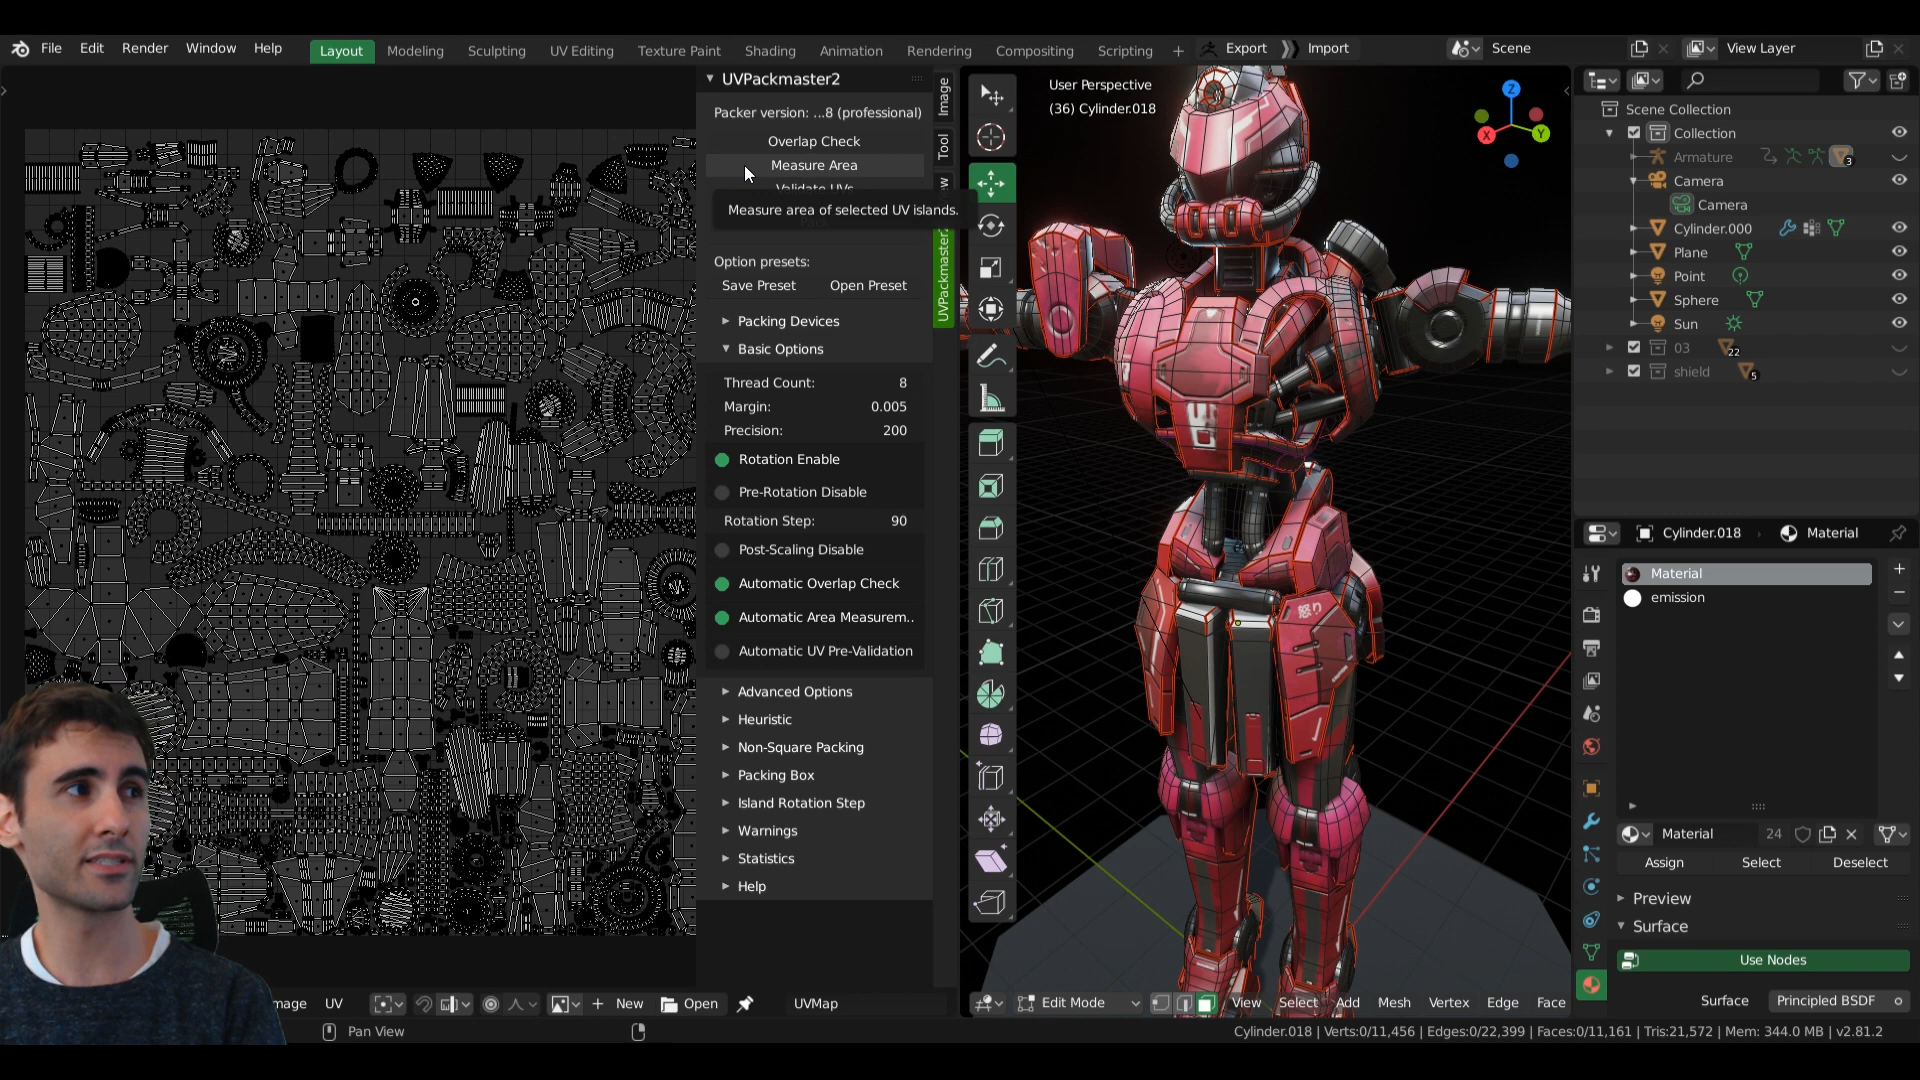 File Edit Render Window Help
Layout Modeling Sculpting UV Editing Texture Paint Shading Animation Rendering Compositing Scripting +
Export Import
Scene
View Layer
UVPackmaster2
Packer version: ...8 (professional)
Overlap Check
Measure Area
Validate UVs
Measure area of selected UV islands.
Option presets:
Save Preset Open Preset
Packing Devices
Basic Options
Thread Count: 8
Margin: 0.005
Precision: 200
Rotation Enable
Pre-Rotation Disable
Rotation Step: 90
Post-Scaling Disable
Automatic Overlap Check
Automatic Area Measurem..
Automatic UV Pre-Validation
Advanced Options
Heuristic
Non-Square Packing
Packing Box
Island Rotation Step
Warnings
Statistics
Help
Image
Tool
UVPackmaster2
User Perspective
(36) Cylinder.018
Z
X
Y
怒り
Scene Collection
Collection
Armature 3
Camera
Camera
Cylinder.000
Plane
Point
Sphere
Sun
03 22
shield 5
Cylinder.018 Material
Material
emission
Material 24
Assign Select Deselect
Preview
Surface
Use Nodes
Surface Principled BSDF
mage UV
New Open
UVMap
Edit Mode
View Select Add Mesh Vertex Edge Face
Pan View
Cylinder.018 | Verts:0/11,456 | Edges:0/22,399 | Faces:0/11,161 | Tris:21,572 | Mem: 344.0 MB | v2.81.2